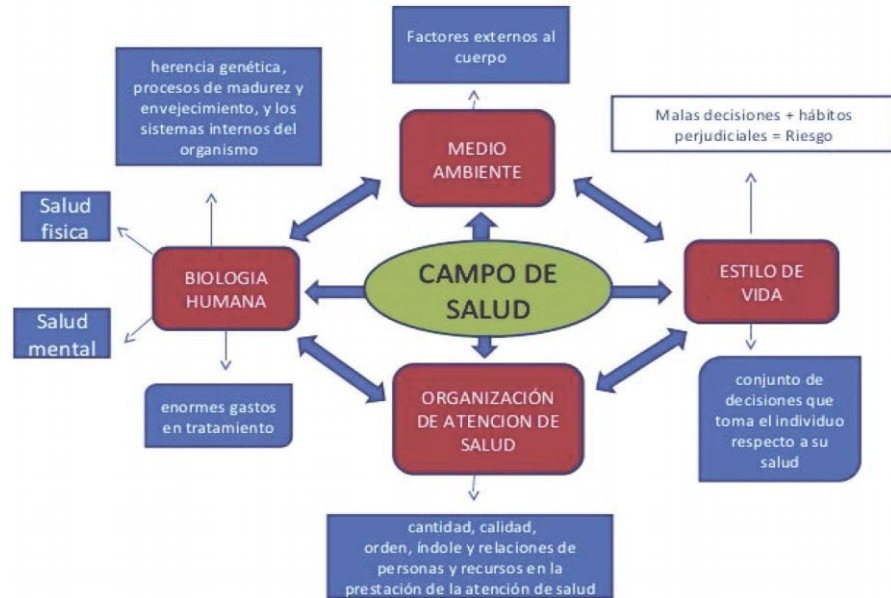 Factores externos al
cuerpo
herencia genética,
procesos de madurez y
envejecimiento, y los
sistemas internos del
organismo
Malas decisiones + hábitos
perjudiciales = Riesgo
MEDIO
AMBIENTE
Salud
fisica
BIOLOGIA
HUMANA
CAMPO DE
SALUD
ESTILO DE
VIDA
Salud
mental
enormes gastos
en tratamiento
ORGANIZACIÓN
DE ATENCION DE
SALUD
conjunto de
decisiones que
toma el individuo
respecto a su
salud
cantidad, calidad,
orden, índole y relaciones de
personas y recursos en la
prestación de la atención de salud